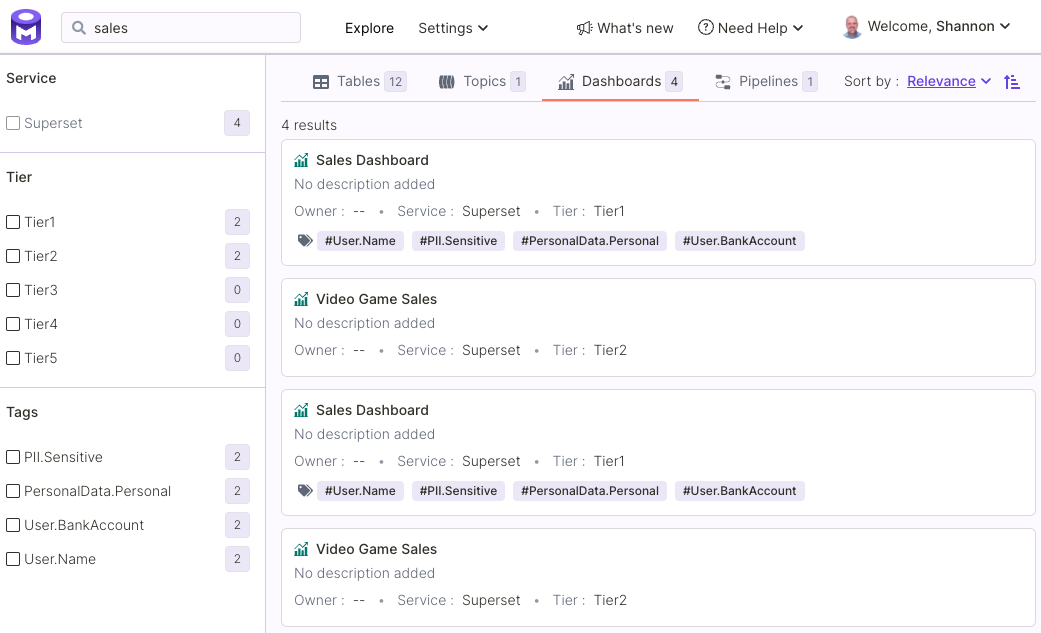 sales
Explore
Settings
What's new
Need Help
Welcome, Shannon
Service
Superset 4
Tier
Tier1 2
Tier2 2
Tier3 0
Tier4 0
Tier5 0
Tags
PII.Sensitive 2
PersonalData.Personal 2
User.BankAccount 2
User.Name 2
Tables 12
Topics 1
Dashboards 4
Pipelines 1
Sort by : Relevance
4 results
Sales Dashboard
No description added
Owner : -- • Service : Superset • Tier : Tier1
#User.Name #PII.Sensitive #PersonalData.Personal #User.BankAccount
Video Game Sales
No description added
Owner : -- • Service : Superset • Tier : Tier2
Sales Dashboard
No description added
Owner : -- • Service : Superset • Tier : Tier1
#User.Name #PII.Sensitive #PersonalData.Personal #User.BankAccount
Video Game Sales
No description added
Owner : -- • Service : Superset • Tier : Tier2